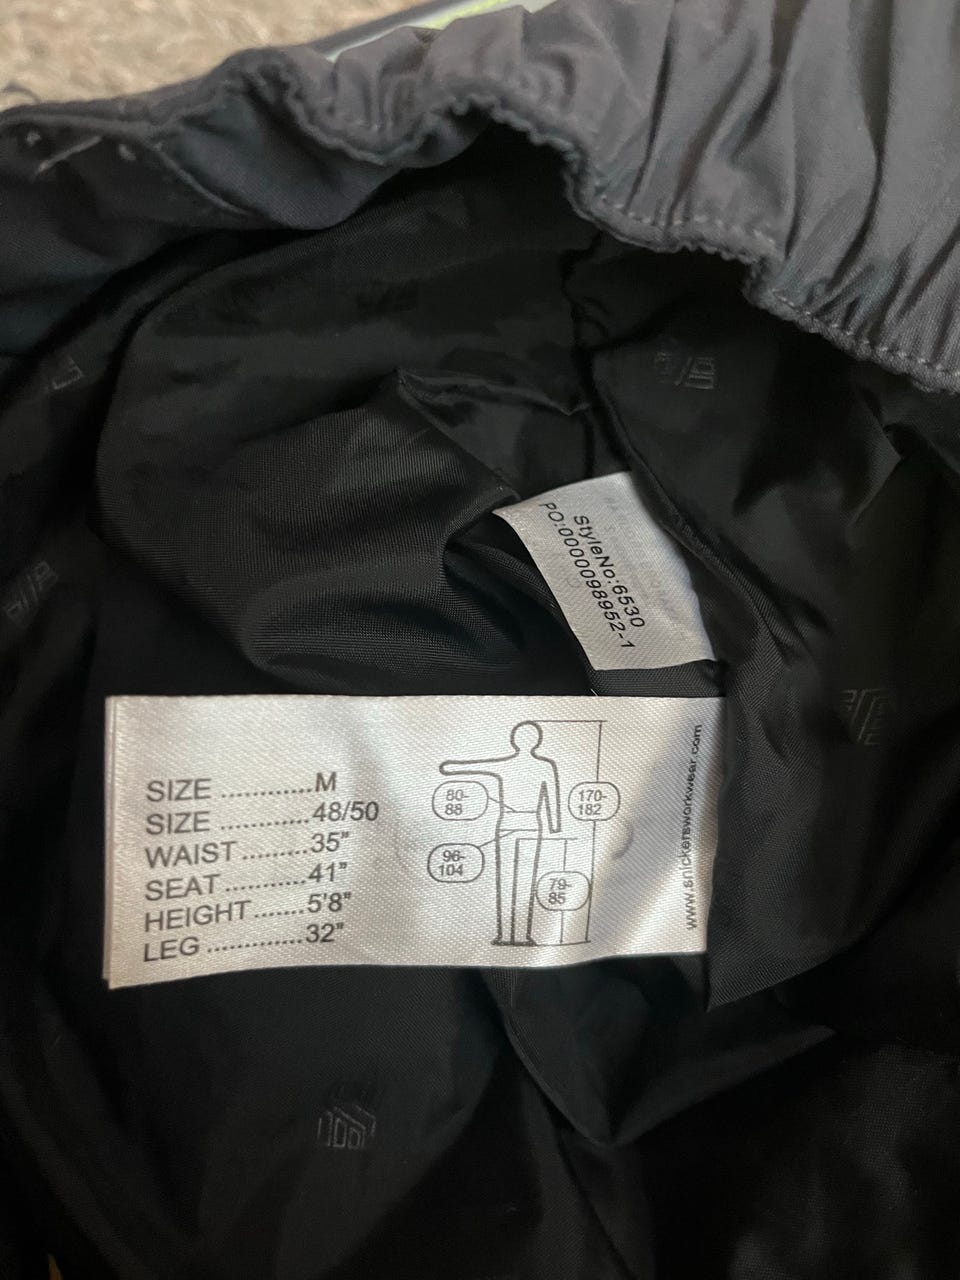 StyleNo:6530
PO:0000098952-1
SIZE ............M
SIZE ............48/50
WAIST.........35"
SEAT ...........41"
HEIGHT.......5'8"
LEG .............32"
80-
88
170-
182
96-
104
79-
85
www.snickersworkwear.com